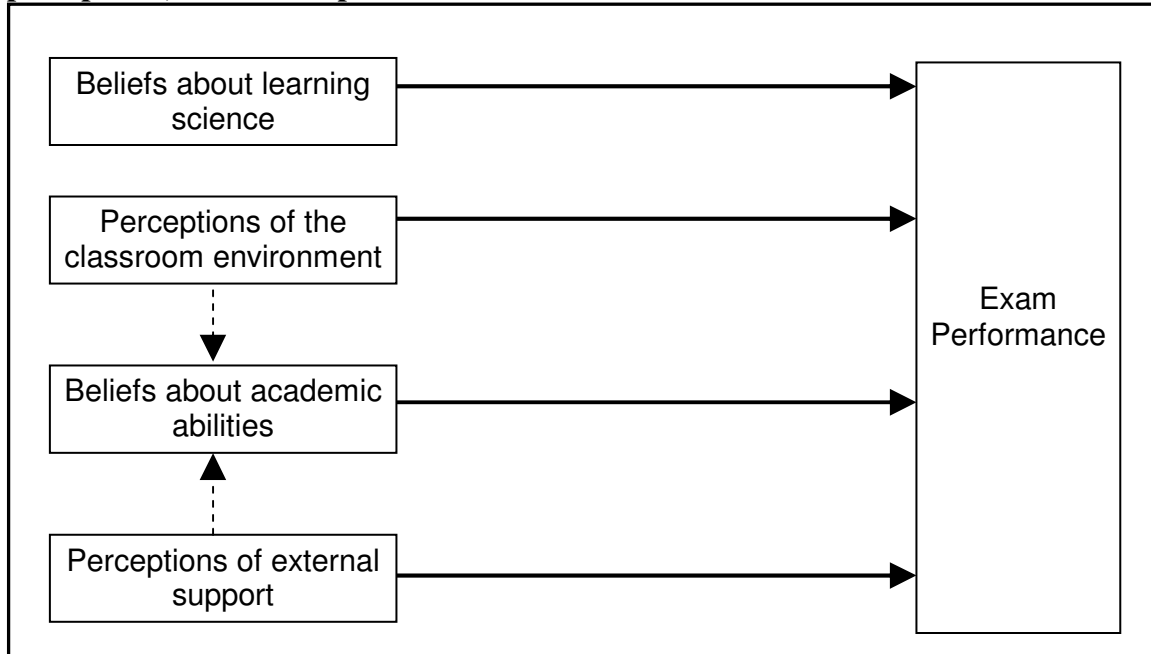 Beliefs about learning
science
Perceptions of the
classroom environment
Beliefs about academic
abilities
Perceptions of external
support
Exam
Performance